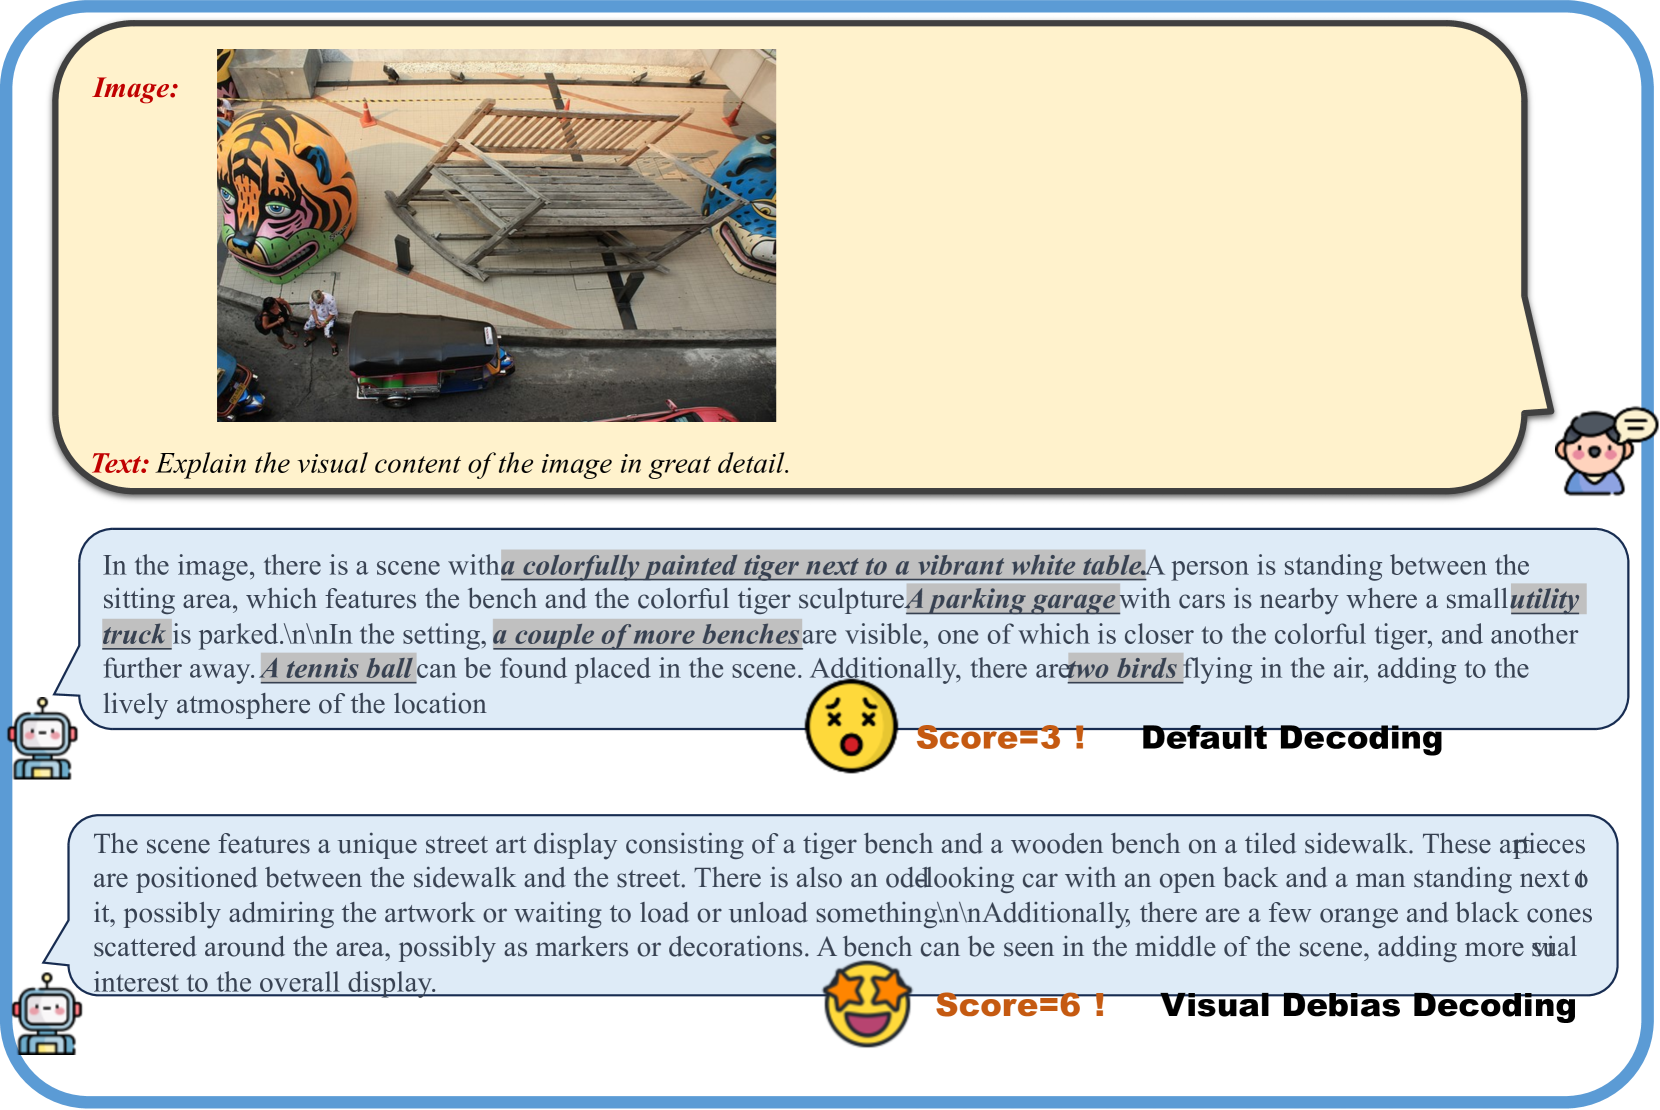 Image:
Text: Explain the visual content of the image in great detail.
In the image, there is a scene with a colorfully painted tiger next to a vibrant white table. A person is standing between the
sitting area, which features the bench and the colorful tiger sculpture A parking garage with cars is nearby where a small utility
truck is parked.\n\nIn the setting, a couple of more benches are visible, one of which is closer to the colorful tiger, and another
further away. A tennis ball can be found placed in the scene. Additionally, there are two birds flying in the air, adding to the
lively atmosphere of the location
Score=3 ! Default Decoding
The scene features a unique street art display consisting of a tiger bench and a wooden bench on a tiled sidewalk. These art pieces
are positioned between the sidewalk and the street. There is also an odd-looking car with an open back and a man standing next to
it, possibly admiring the artwork or waiting to load or unload something.\n\nAdditionally, there are a few orange and black cones
scattered around the area, possibly as markers or decorations. A bench can be seen in the middle of the scene, adding more visual
interest to the overall display.
Score=6 ! Visual Debias Decoding